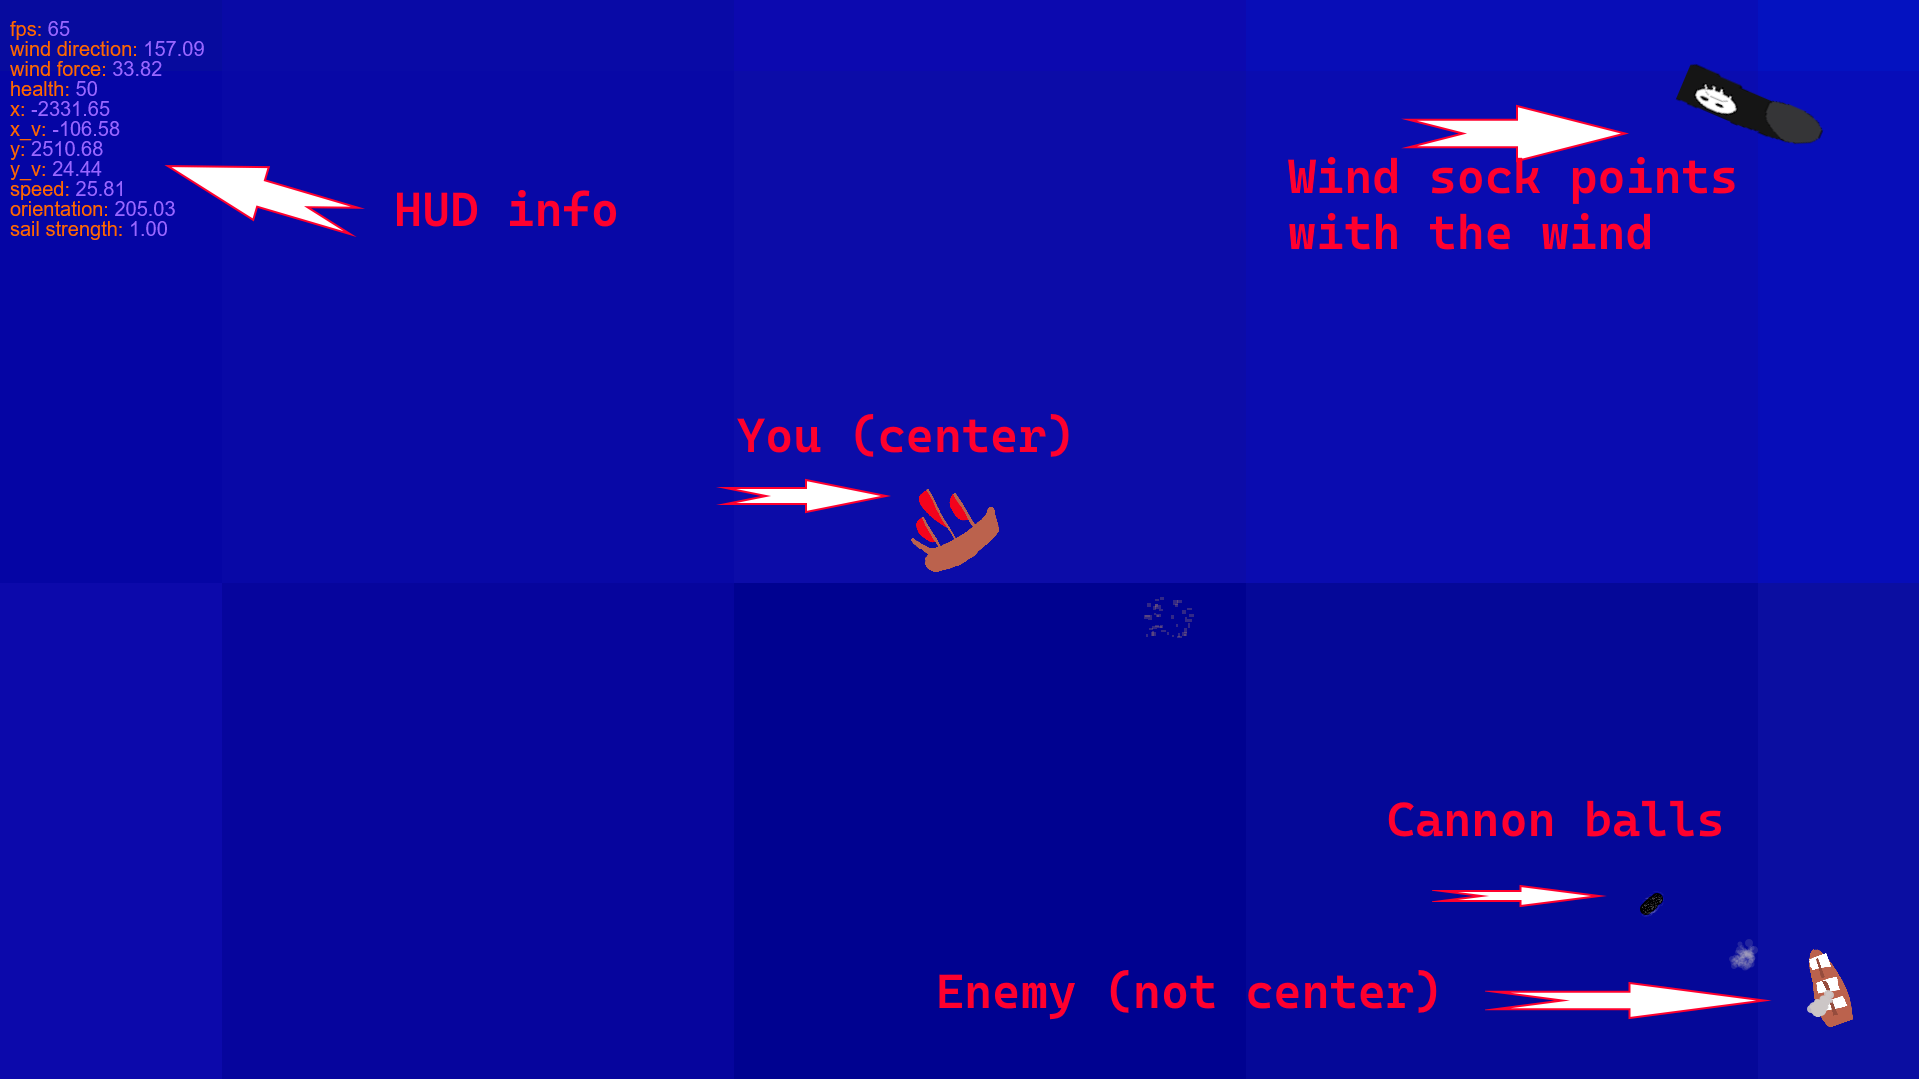 fps: 65
wind direction: 157.09
wind force: 33.82
health: 50
x: -2331.65
x_v: -106.58
y: 2510.68
y_v: 24.44
speed: 25.81
orientation: 205.03
sail strength: 1.00
HUD info
Wind sock points
with the wind
You (center)
Cannon balls
Enemy (not center)